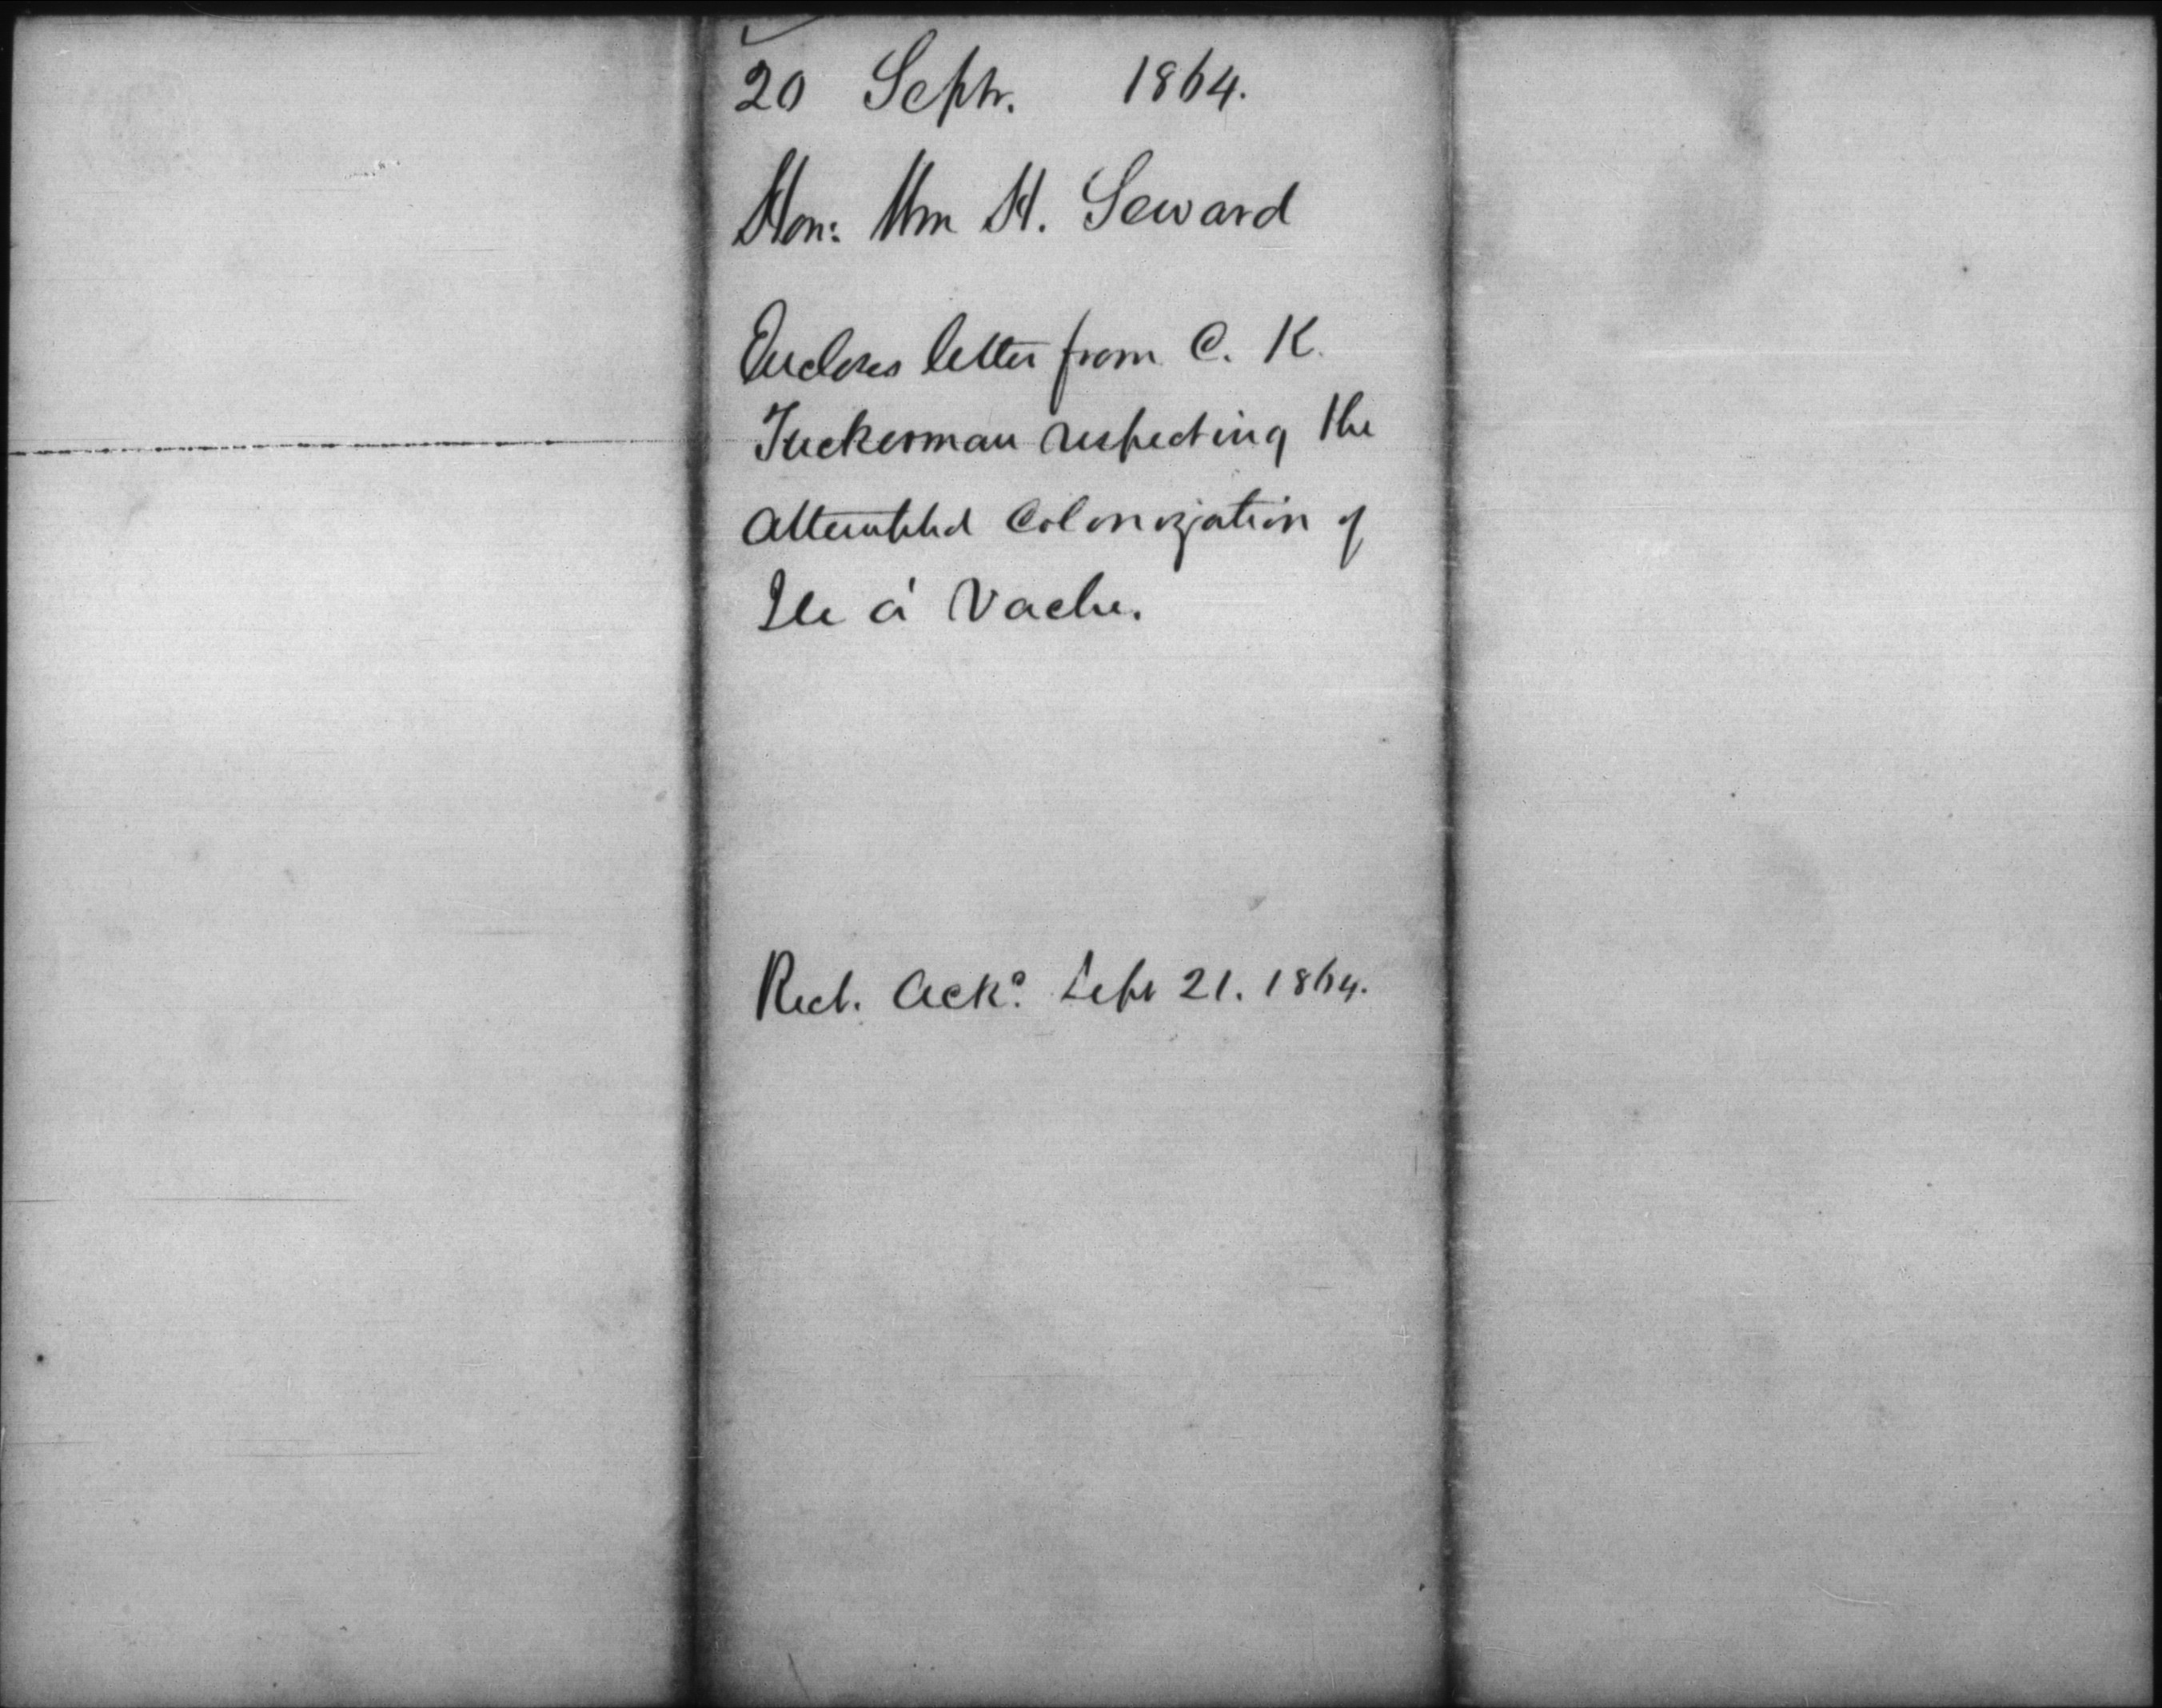 20 Septr. 1864.
Hon: Wm H. Seward
Encloses letter from C. K.
Tuckerman respecting the
attempted Colonization of
Ile á Vache.
Recd. Ackd. Sept 21. 1864.